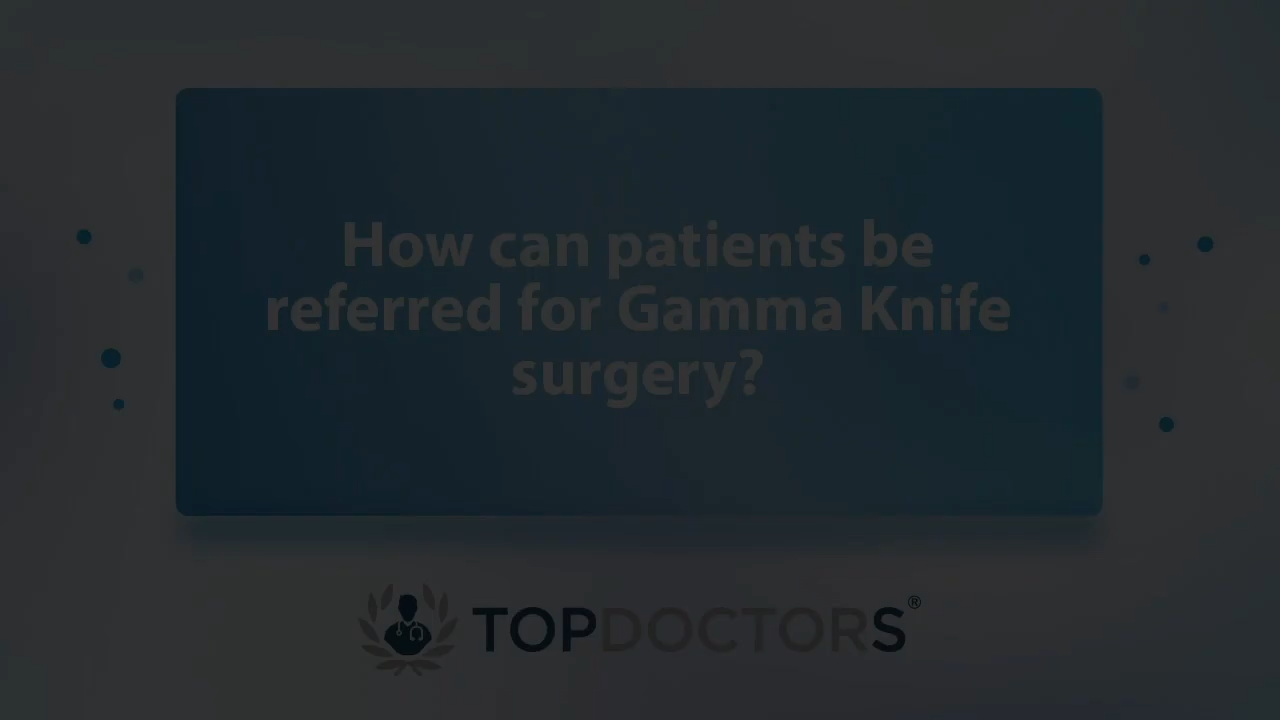 How can patients be
referred for Gamma Knife
surgery?
TOPDOCTORS®